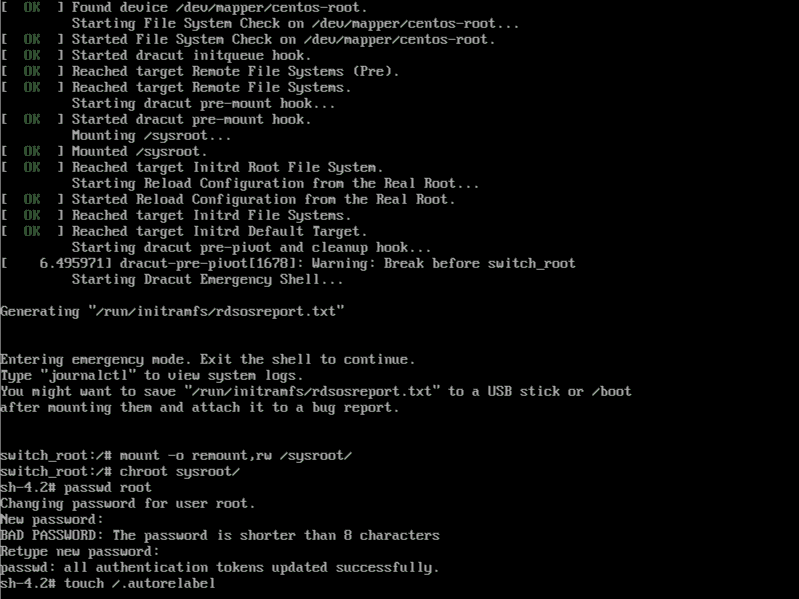 [  OK  ] Found device /dev/mapper/centos-root.
         Starting File System Check on /dev/mapper/centos-root...
[  OK  ] Started File System Check on /dev/mapper/centos-root.
[  OK  ] Started dracut initqueue hook.
[  OK  ] Reached target Remote File Systems (Pre).
[  OK  ] Reached target Remote File Systems.
         Starting dracut pre-mount hook...
[  OK  ] Started dracut pre-mount hook.
         Mounting /sysroot...
[  OK  ] Mounted /sysroot.
[  OK  ] Reached target Initrd Root File System.
         Starting Reload Configuration from the Real Root...
[  OK  ] Started Reload Configuration from the Real Root.
[  OK  ] Reached target Initrd File Systems.
[  OK  ] Reached target Initrd Default Target.
         Starting dracut pre-pivot and cleanup hook...
[    6.495971] dracut-pre-pivot[1678]: Warning: Break before switch_root
         Starting Dracut Emergency Shell...
Generating "/run/initramfs/rdsosreport.txt"
Entering emergency mode. Exit the shell to continue.
Type "journalctl" to view system logs.
You might want to save "/run/initramfs/rdsosreport.txt" to a USB stick or /boot
after mounting them and attach it to a bug report.
switch_root:/# mount -o remount,rw /sysroot/
switch_root:/# chroot sysroot/
sh-4.2# passwd root
Changing password for user root.
New password:
BAD PASSWORD: The password is shorter than 8 characters
Retype new password:
passwd: all authentication tokens updated successfully.
sh-4.2# touch /.autorelabel